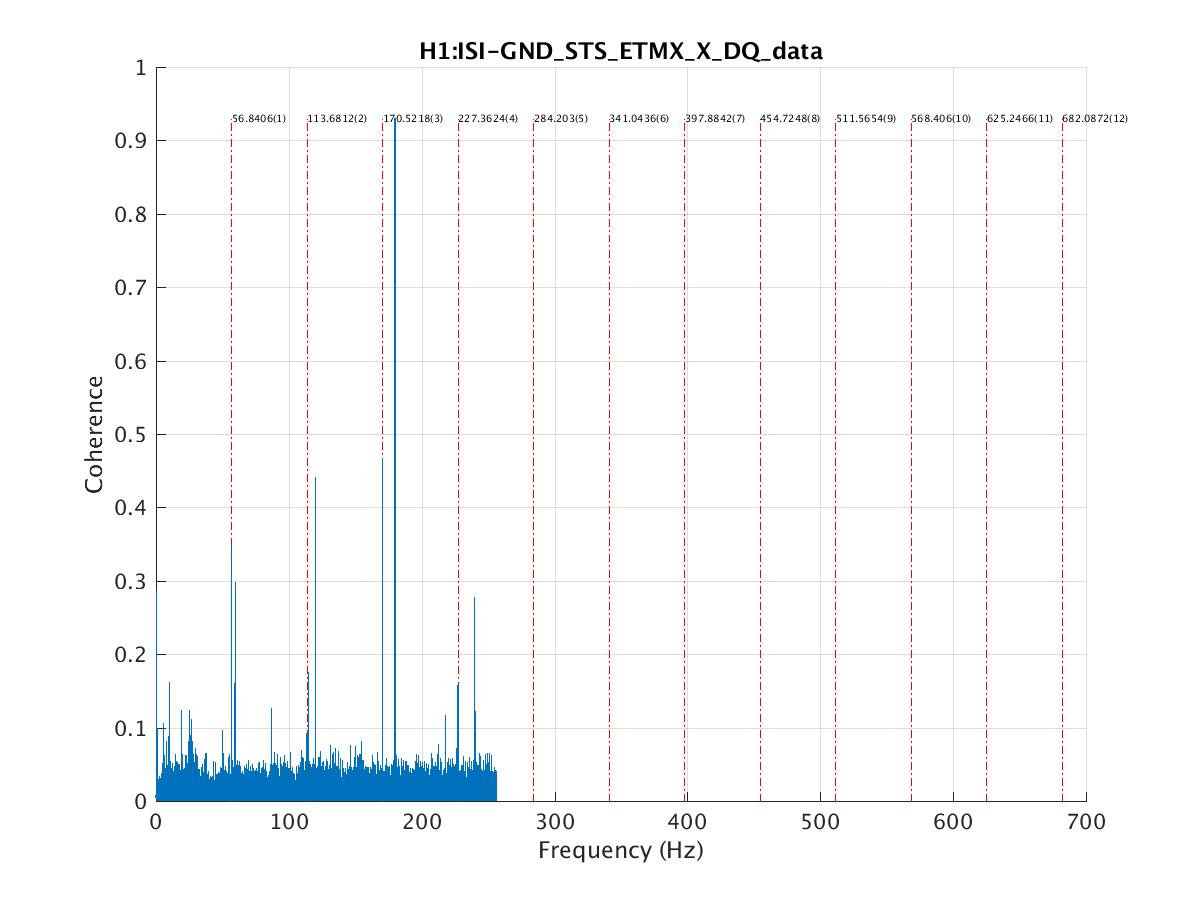 H1:ISI-GND_STS_ETMX_X_DQ_data
1
0.9
0.8
0.7
0.6
0.5
0.4
0.3
0.2
0.1
0
56.8406(1) 113.6812(2) 170.5218(3) 227.3624(4) 284.203(5) 341.0436(6) 397.8842(7) 454.7248(8) 511.5654(9) 568.406(10) 625.2466(11) 682.0872(12)
Coherence
0 100 200 300 400 500 600 700
Frequency (Hz)